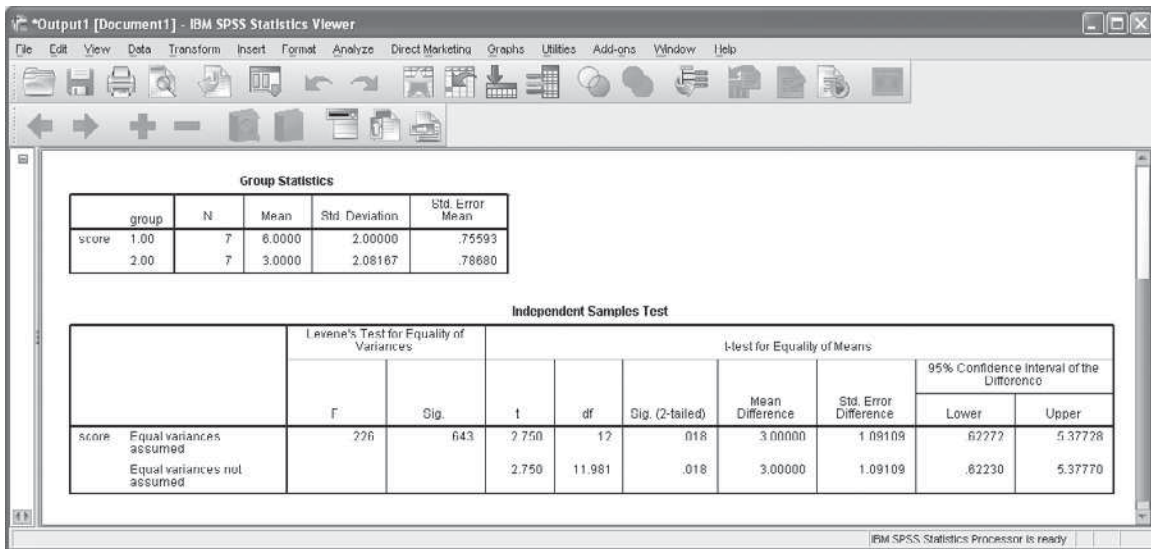 *Output1 [Document1] - IBM SPSS Statistics Viewer
File Edit View Data Transform Insert Format Analyze Direct Marketing Graphs Utilities Add-ons Window Help
Group Statistics
group N Mean Std. Deviation Std. Error Mean
score 1.00 7 6.0000 2.00000 .75593
2.00 7 3.0000 2.08167 .78680
Independent Samples Test
Levene's Test for Equality of Variances t-test for Equality of Means
95% Confidence Interval of the Difference
F Sig. t df Sig. (2-tailed) Mean Difference Std. Error Difference Lower Upper
score Equal variances assumed .226 .643 2.750 12 .018 3.00000 1.09109 .62272 5.37728
Equal variances not assumed 2.750 11.981 .018 3.00000 1.09109 .62230 5.37770
IBM SPSS Statistics Processor is ready